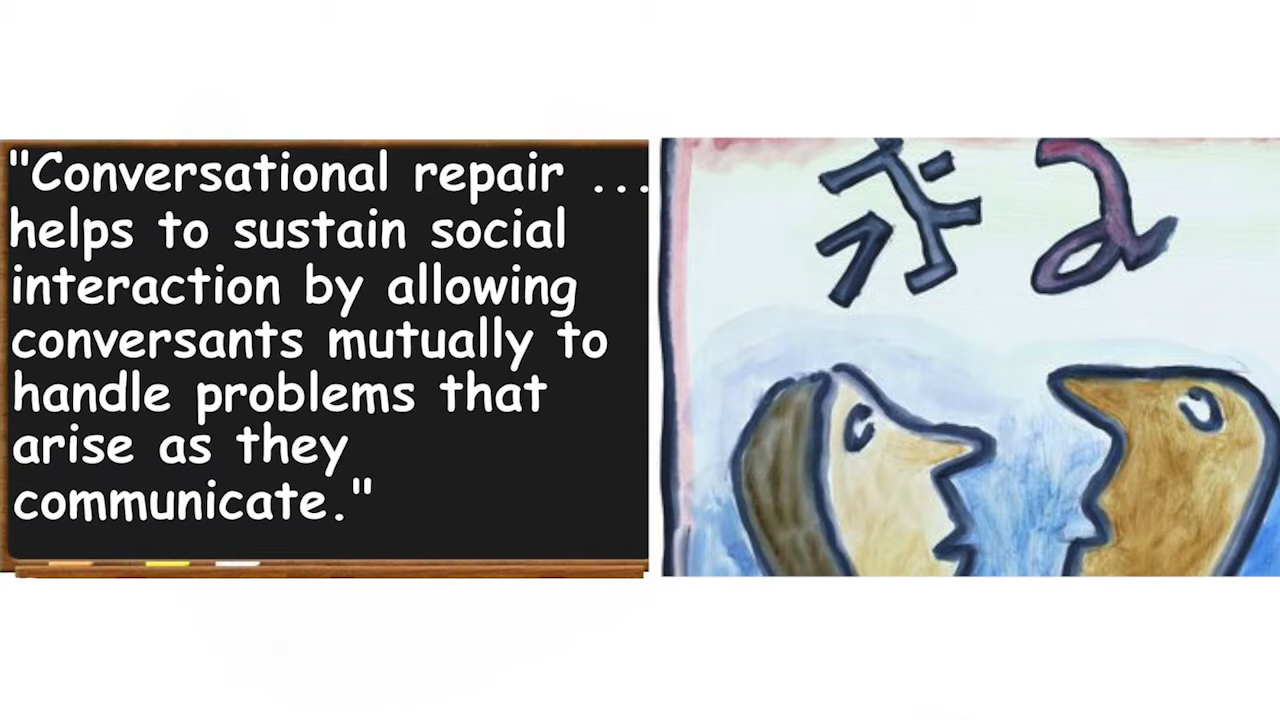 "Conversational repair ...
helps to sustain social
interaction by allowing
conversants mutually to
handle problems that
arise as they
communicate."